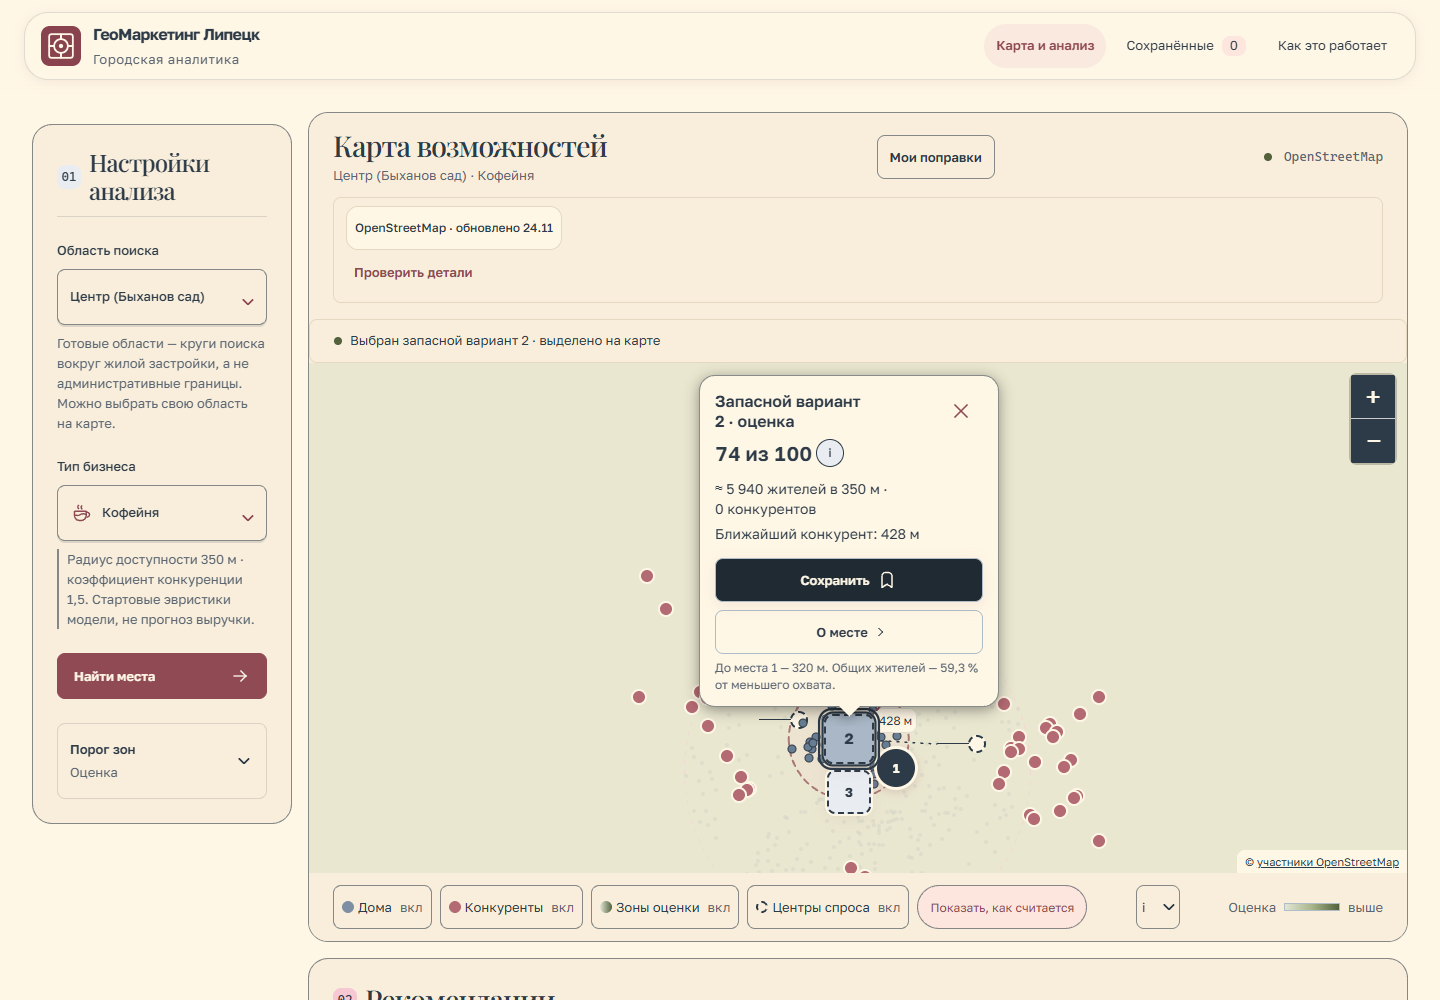 ГеоМаркетинг Липецк
Городская аналитика
Карта и анализ
Сохранённые 0
Как это работает
01
Настройки
анализа
Область поиска
Центр (Быханов сад)
Готовые области — круги поиска
вокруг жилой застройки, а не
административные границы.
Можно выбрать свою область
на карте.
Тип бизнеса
Кофейня
Радиус доступности 350 м ·
коэффициент конкуренции
1,5. Стартовые эвристики
модели, не прогноз выручки.
Найти места
Порог зон
Оценка
Карта возможностей
Центр (Быханов сад) · Кофейня
Мои поправки
OpenStreetMap
OpenStreetMap · обновлено 24.11
Проверить детали
Выбран запасной вариант 2 · выделено на карте
Запасной вариант
2 · оценка
74 из 100 i
≈ 5 940 жителей в 350 м ·
0 конкурентов
Ближайший конкурент: 428 м
Сохранить
О месте
До места 1 — 320 м. Общих жителей — 59,3 %
от меньшего охвата.
+
−
428 м
2
1
3
© участники OpenStreetMap
Дома вкл
Конкуренты вкл
Зоны оценки вкл
Центры спроса вкл
Показать, как считается
i
Оценка выше
02
Рекомендации